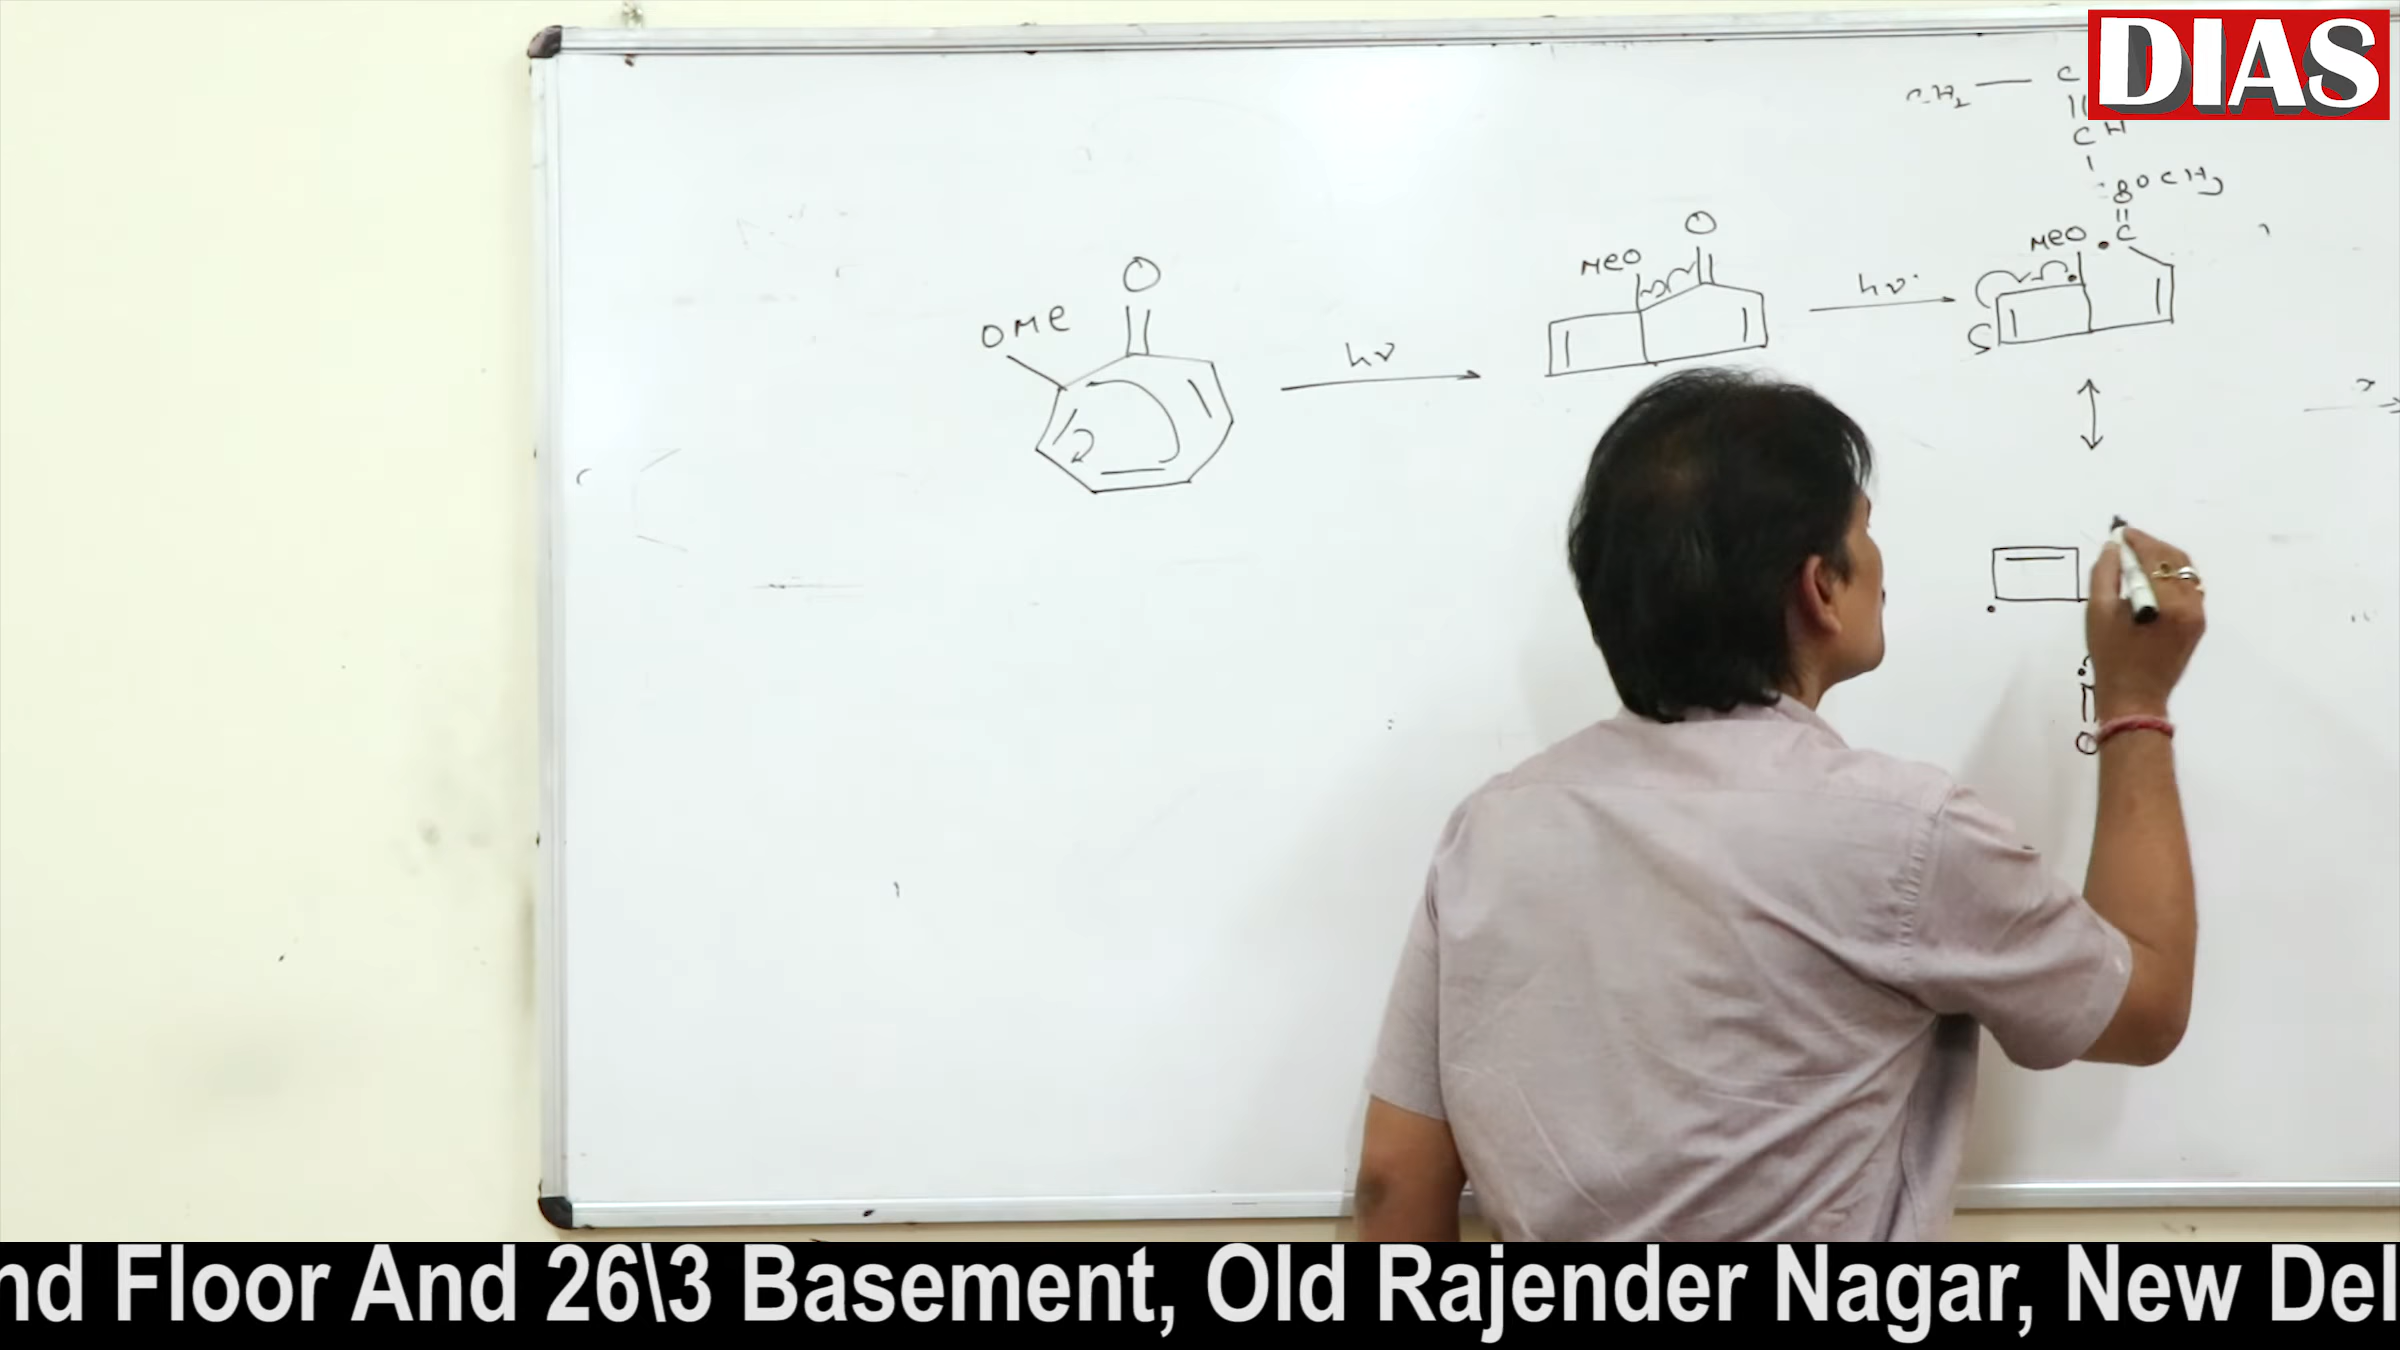 DIAS
CH₂ — C
||
CH
OCH₃
O
MeO
O
MeO
C
O
OMe
hν
hν
O
nd Floor And 26\3 Basement, Old Rajender Nagar, New Del